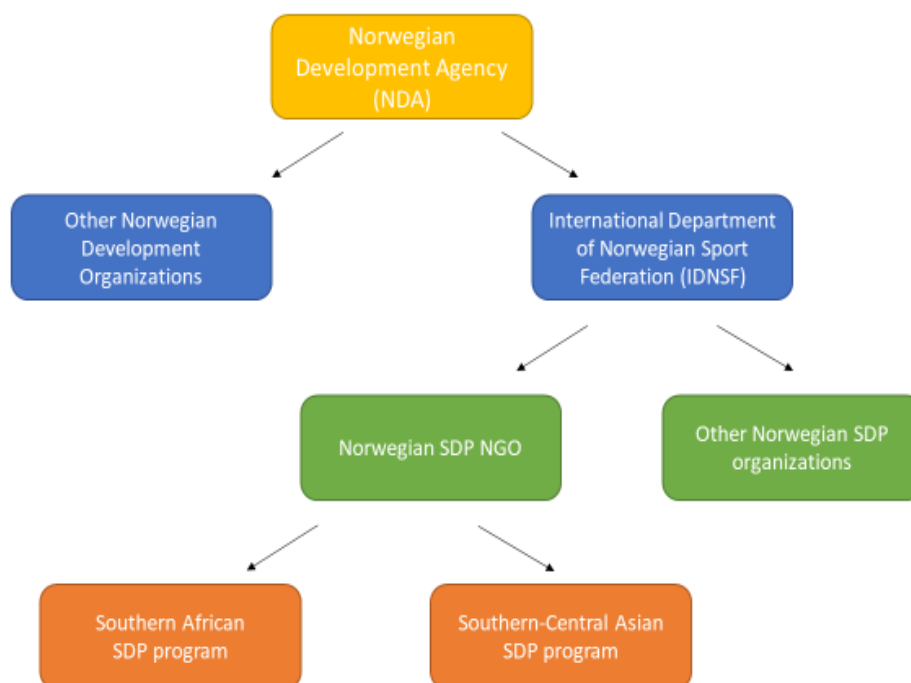 Norwegian
Development Agency
(NDA)
Other Norwegian
Development
Organizations
International Department
of Norwegian Sport
Federation (IDNSF)
Norwegian SDP NGO
Other Norwegian SDP
organizations
Southern African
SDP program
Southern-Central Asian
SDP program